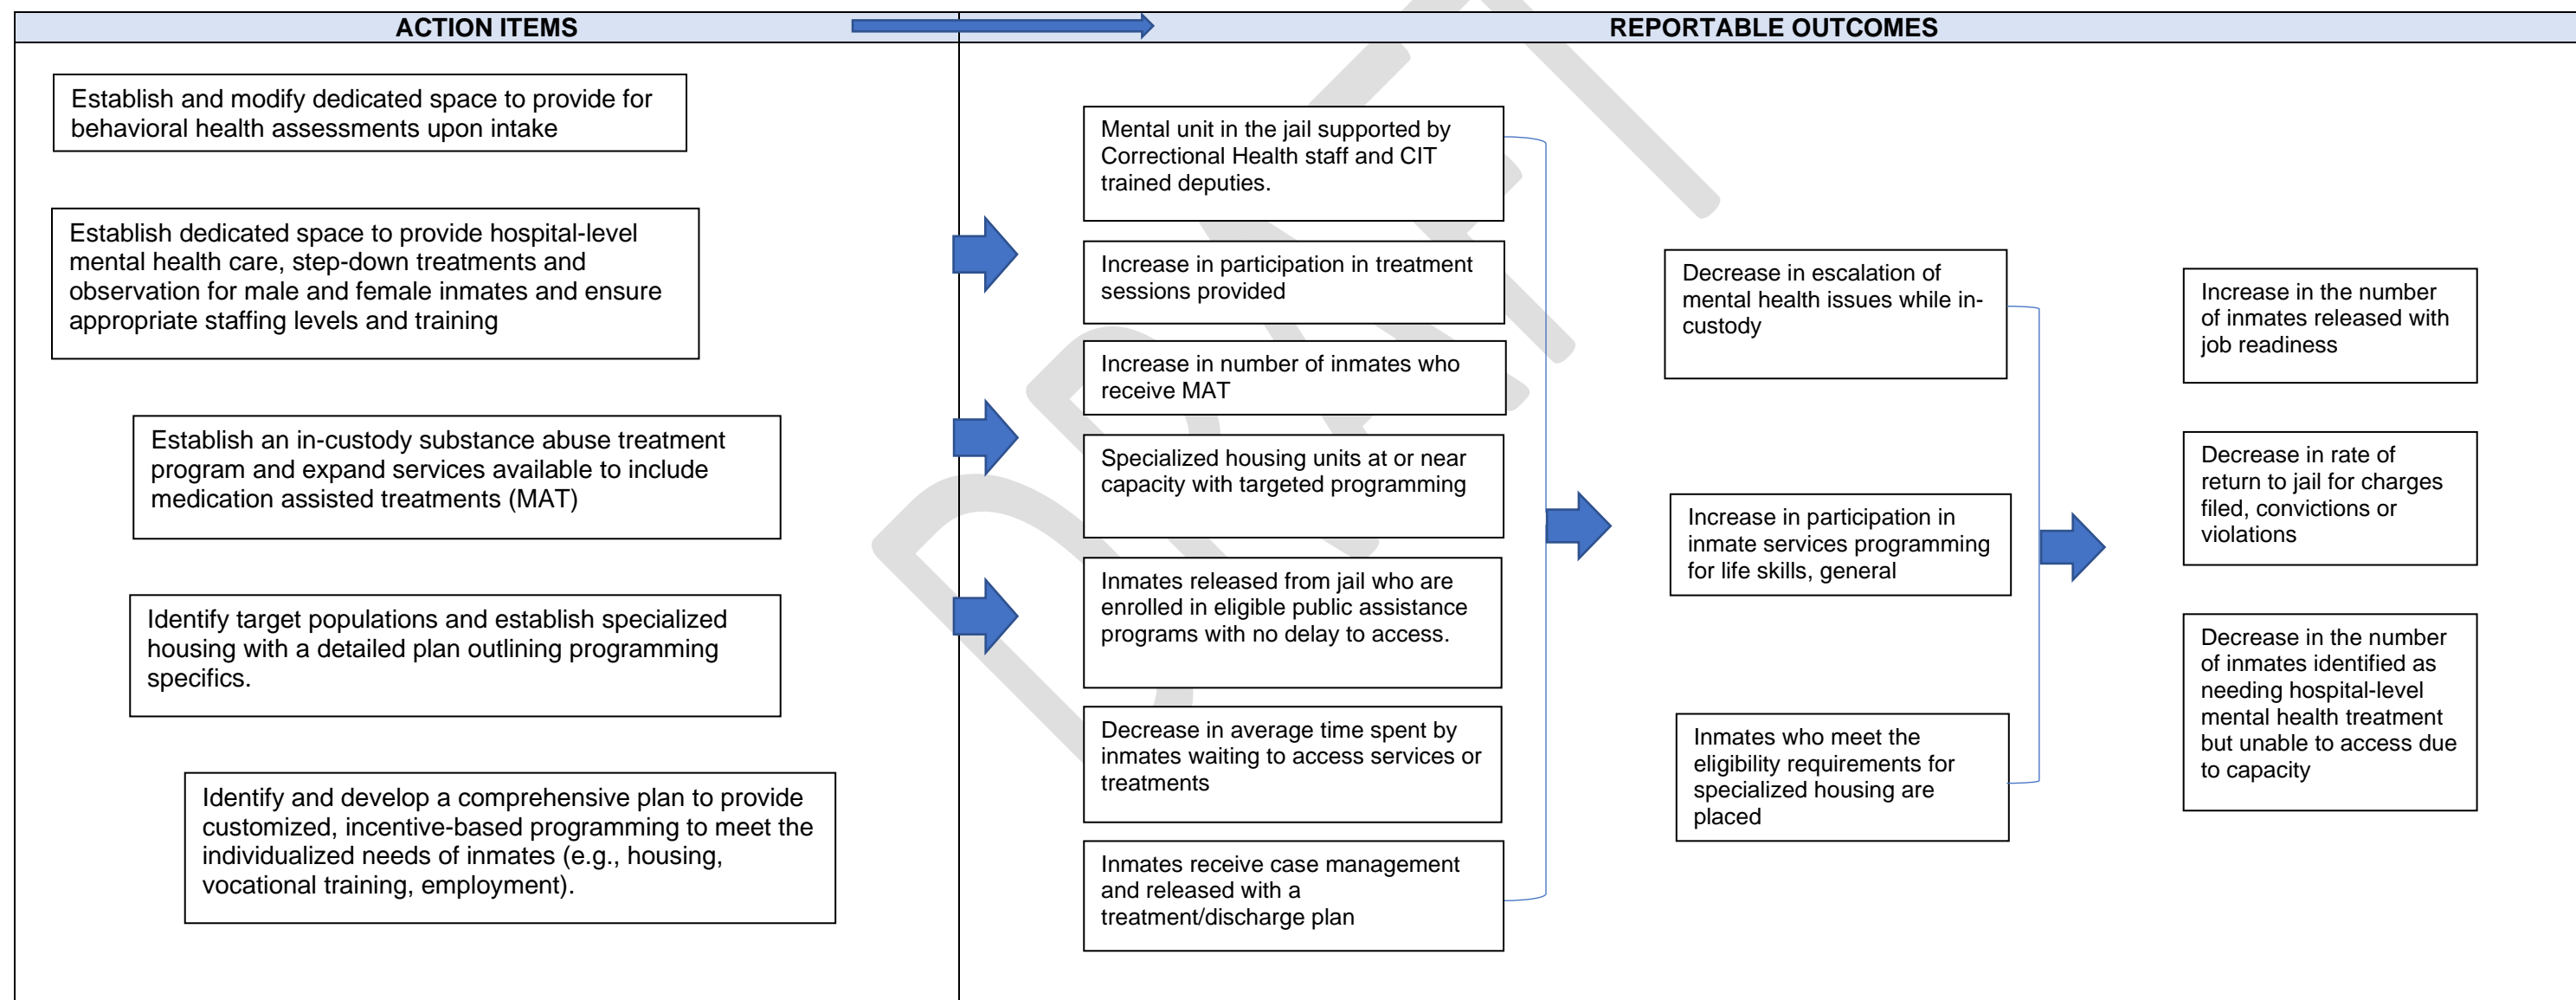 ACTION ITEMS
REPORTABLE OUTCOMES
Establish and modify dedicated space to provide for
behavioral health assessments upon intake
Establish dedicated space to provide hospital-level
mental health care, step-down treatments and
observation for male and female inmates and ensure
appropriate staffing levels and training
Establish an in-custody substance abuse treatment
program and expand services available to include
medication assisted treatments (MAT)
Identify target populations and establish specialized
housing with a detailed plan outlining programming
specifics.
Identify and develop a comprehensive plan to provide
customized, incentive-based programming to meet the
individualized needs of inmates (e.g., housing,
vocational training, employment).
Mental unit in the jail supported by
Correctional Health staff and CIT
trained deputies.
Increase in participation in treatment
sessions provided
Increase in number of inmates who
receive MAT
Specialized housing units at or near
capacity with targeted programming
Inmates released from jail who are
enrolled in eligible public assistance
programs with no delay to access.
Decrease in average time spent by
inmates waiting to access services or
treatments
Inmates receive case management
and released with a
treatment/discharge plan
Decrease in escalation of
mental health issues while in-
custody
Increase in participation in
inmate services programming
for life skills, general
Inmates who meet the
eligibility requirements for
specialized housing are
placed
Increase in the number
of inmates released with
job readiness
Decrease in rate of
return to jail for charges
filed, convictions or
violations
Decrease in the number
of inmates identified as
needing hospital-level
mental health treatment
but unable to access due
to capacity
DRAFT